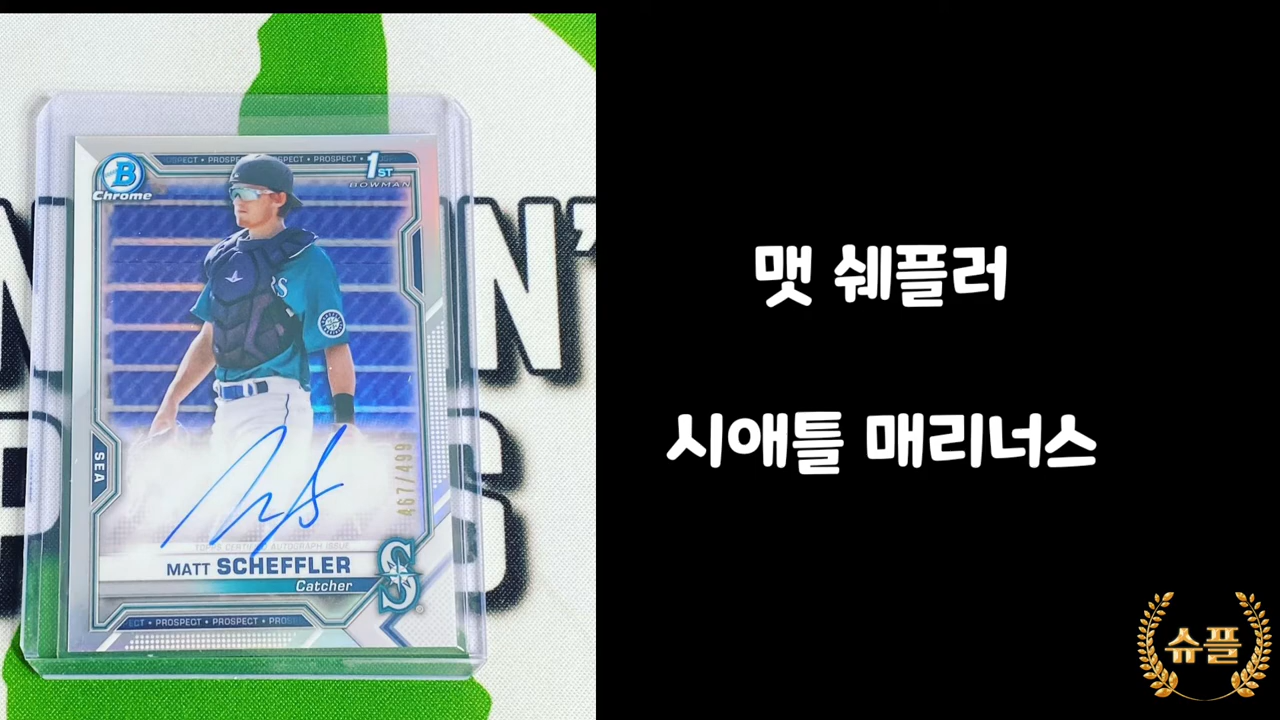 B
Chrome
PROSPECT • PROSPECT • PROSPECT
1ST
BOWMAN
S
SEA
467/499
TOPPS CERTIFIED AUTOGRAPH ISSUE
MATT SCHEFFLER
Catcher
S
®
PROSPECT • PROSPECT
맷 쉐플러
시애틀 매리너스
슈플